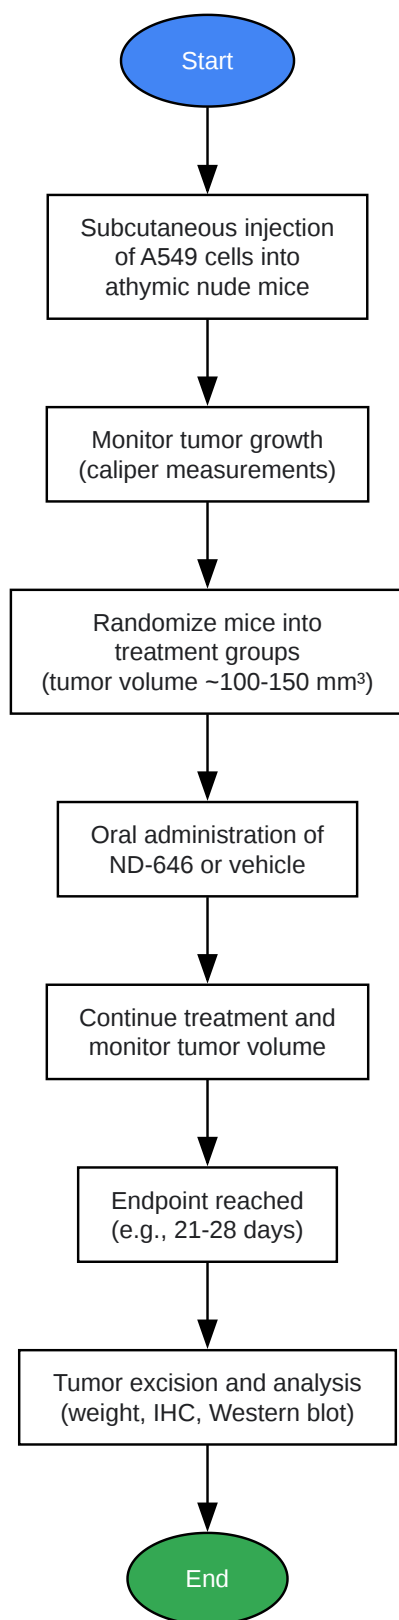 Start
Subcutaneous injection
of A549 cells into
athymic nude mice
Monitor tumor growth
(caliper measurements)
Randomize mice into
treatment groups
(tumor volume ~100-150 mm³)
Oral administration of
ND-646 or vehicle
Continue treatment and
monitor tumor volume
Endpoint reached
(e.g., 21-28 days)
Tumor excision and analysis
(weight, IHC, Western blot)
End